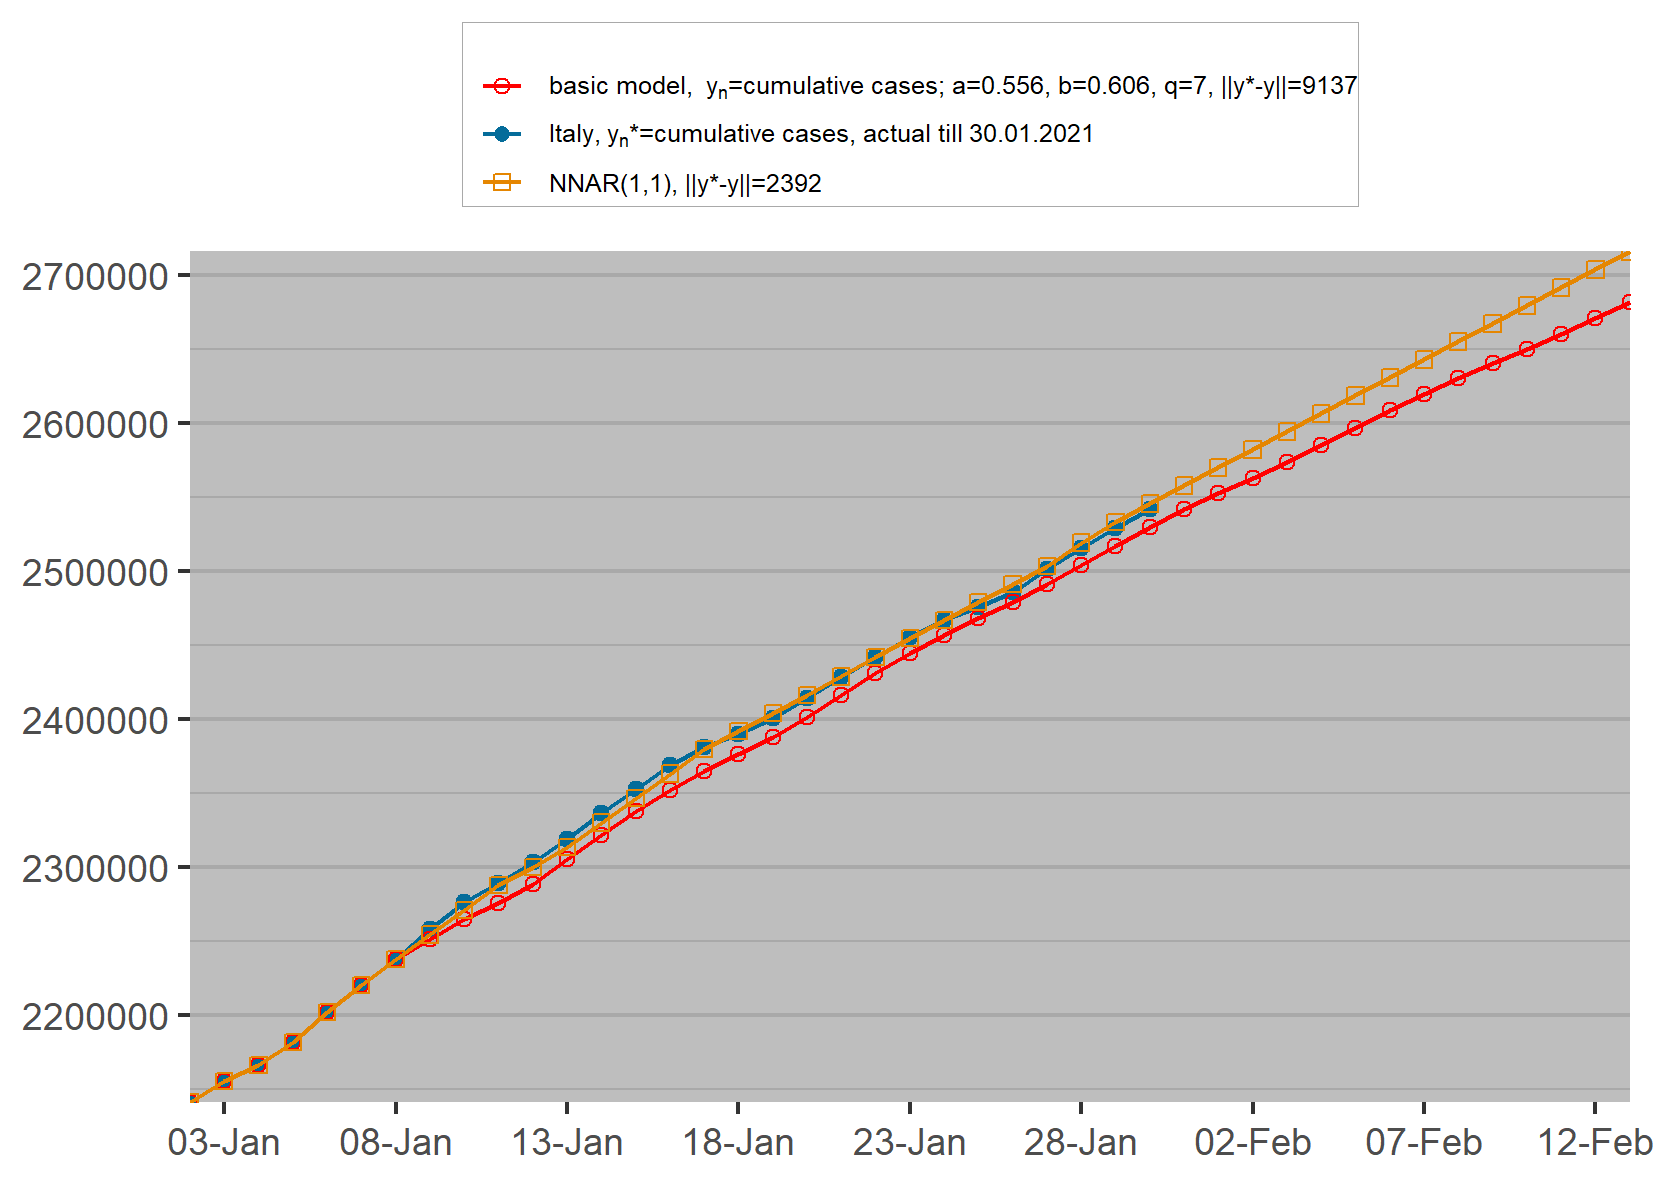 basic model, yₙ=cumulative cases; a=0.556, b=0.606, q=7, ||y*-y||=9137
Italy, yₙ*=cumulative cases, actual till 30.01.2021
NNAR(1,1), ||y*-y||=2392
2700000
2600000
2500000
2400000
2300000
2200000
03-Jan 08-Jan 13-Jan 18-Jan 23-Jan 28-Jan 02-Feb 07-Feb 12-Feb